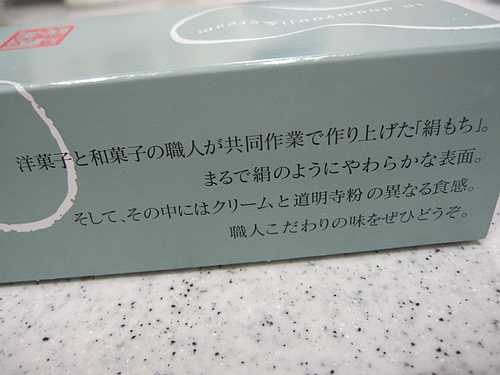 in doumyouji&cream
洋菓子と和菓子の職人が共同作業で作り上げた「絹もち」。
まるで絹のようにやわらかな表面。
そして、その中にはクリームと道明寺粉の異なる食感。
職人こだわりの味をぜひどうぞ。